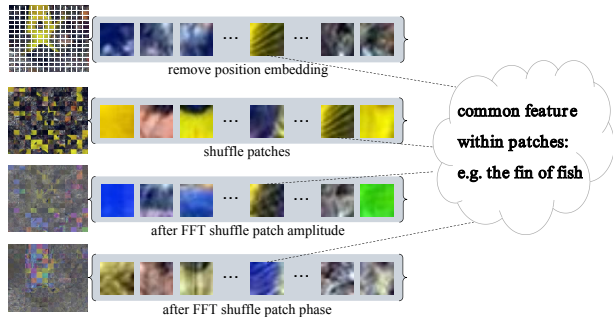 remove position embedding
shuffle patches
after FFT shuffle patch amplitude
after FFT shuffle patch phase
common feature
within patches:
e.g. the fin of fish